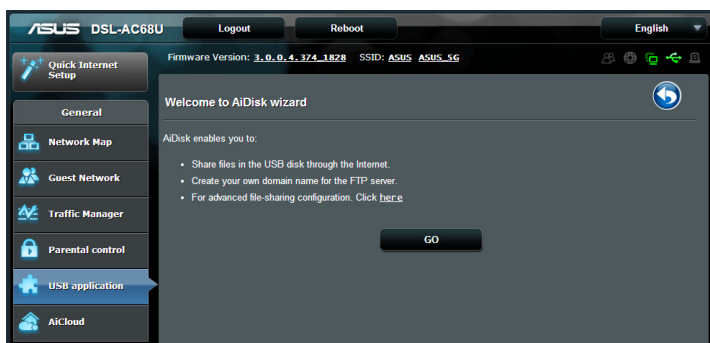 ASUS DSL-AC68U Logout Reboot English
Quick Internet Setup
Firmware Version: 3.0.0.4.374_1828 SSID: ASUS ASUS_5G
General
Network Map
Guest Network
Traffic Manager
Parental control
USB application
AiCloud
Welcome to AiDisk wizard
AiDisk enables you to:
• Share files in the USB disk through the Internet.
• Create your own domain name for the FTP server.
• For advanced file-sharing configuration. Click here
GO